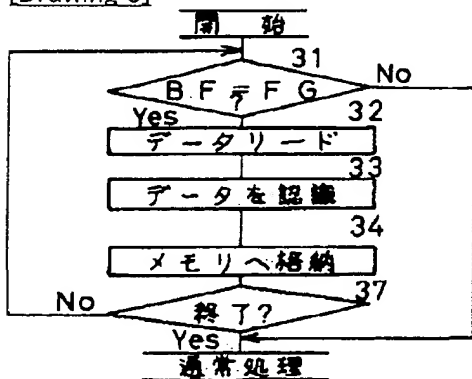 [Drawing 3]
開始
31
BF=FG
?
No
Yes
32
データリード
33
データを認識
34
メモリへ格納
37
No
終了?
Yes
通常処理